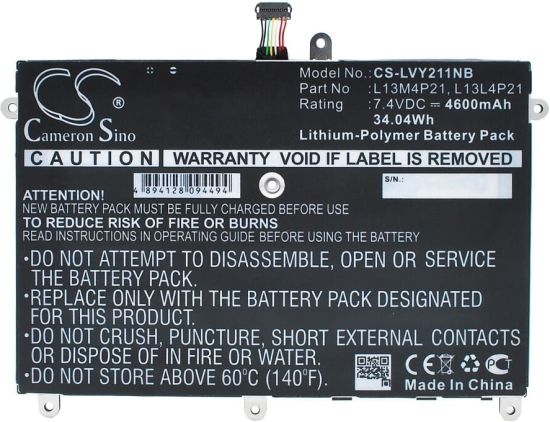 CS
Cameron Sino
Model No.: CS-LVY211NB
Part No : L13M4P21, L13L4P21
Rating : 7.4VDC ⎓ 4600mAh
34.04Wh
Lithium-Polymer Battery Pack
CAUTION WARRANTY VOID IF LABEL IS REMOVED
4 894128 094494
S/N:
ATTENTION!
NEW BATTERY PACK MUST BE FULLY CHARGED BEFORE USE
TO REDUCE RISK OF FIRE OR BURNS
READ INSTRUCTIONS IN OPERATING GUIDE BEFORE USING BATTERY
•DO NOT ATTEMPT TO DISASSEMBLE, OPEN OR SERVICE
THE BATTERY PACK.
•REPLACE ONLY WITH THE BATTERY PACK DESIGNATED
FOR THIS PRODUCT.
•DO NOT CRUSH, PUNCTURE, SHORT EXTERNAL CONTACTS
OR DISPOSE OF IN FIRE OR WATER.
•DO NOT STORE ABOVE 60°C (140°F)
CE
Made In China